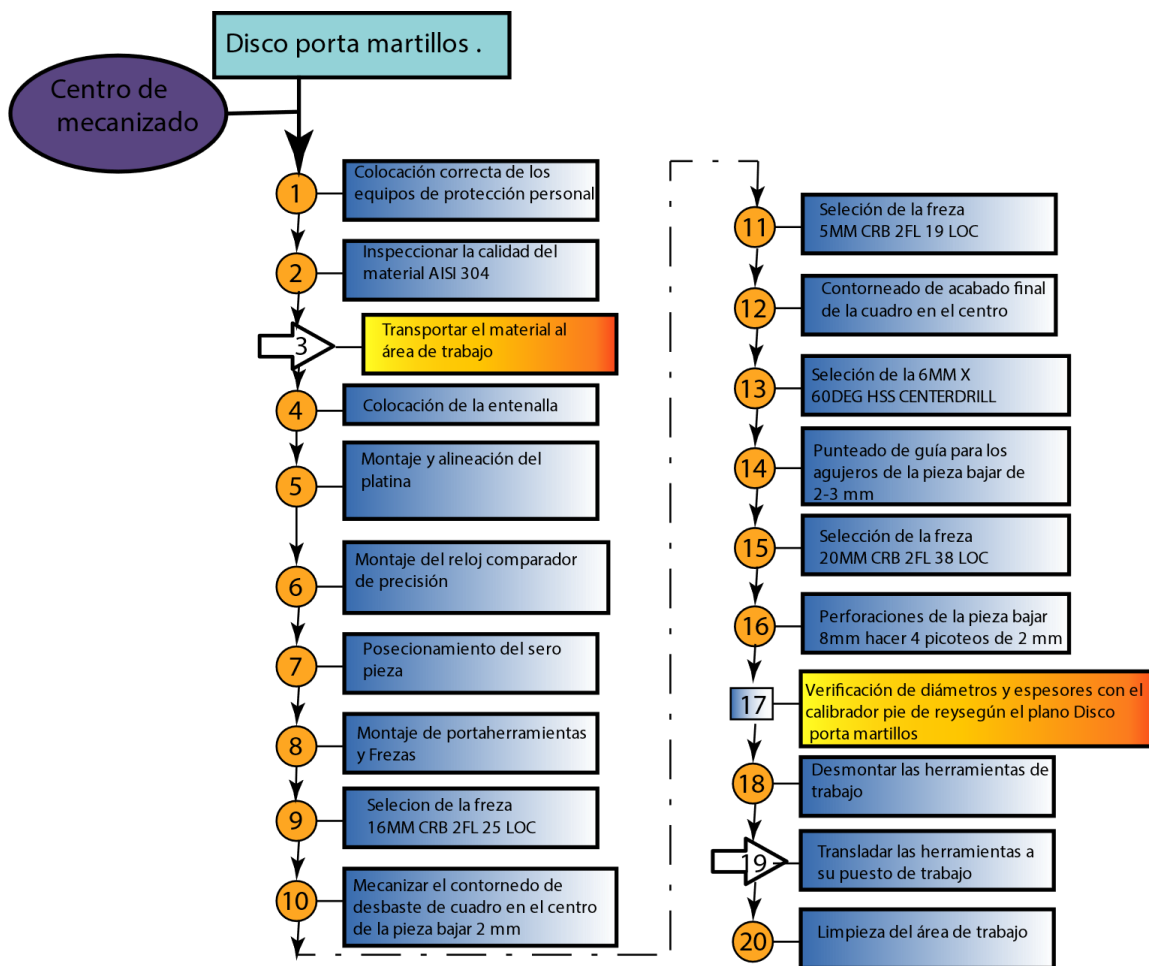 Disco porta martillos .
Centro de
mecanizado
1
Colocación correcta de los
equipos de protección personal
2
Inspeccionar la calidad del
material AISI 304
3
Transportar el material al
área de trabajo
4
Colocación de la entenalla
5
Montaje y alineación del
platina
6
Montaje del reloj comparador
de precisión
7
Posecionamiento del sero
pieza
8
Montaje de portaherramientas
y Frezas
9
Selecion de la freza
16MM CRB 2FL 25 LOC
10
Mecanizar el contornedo de
desbaste de cuadro en el centro
de la pieza bajar 2 mm
11
Seleción de la freza
5MM CRB 2FL 19 LOC
12
Contorneado de acabado final
de la cuadro en el centro
13
Seleción de la 6MM X
60DEG HSS CENTERDRILL
14
Punteado de guía para los
agujeros de la pieza bajar de
2-3 mm
15
Selección de la freza
20MM CRB 2FL 38 LOC
16
Perforaciones de la pieza bajar
8mm hacer 4 picoteos de 2 mm
17
Verificación de diámetros y espesores con el
calibrador pie de reysegún el plano Disco
porta martillos
18
Desmontar las herramientas de
trabajo
19
Transladar las herramientas a
su puesto de trabajo
20
Limpieza del área de trabajo